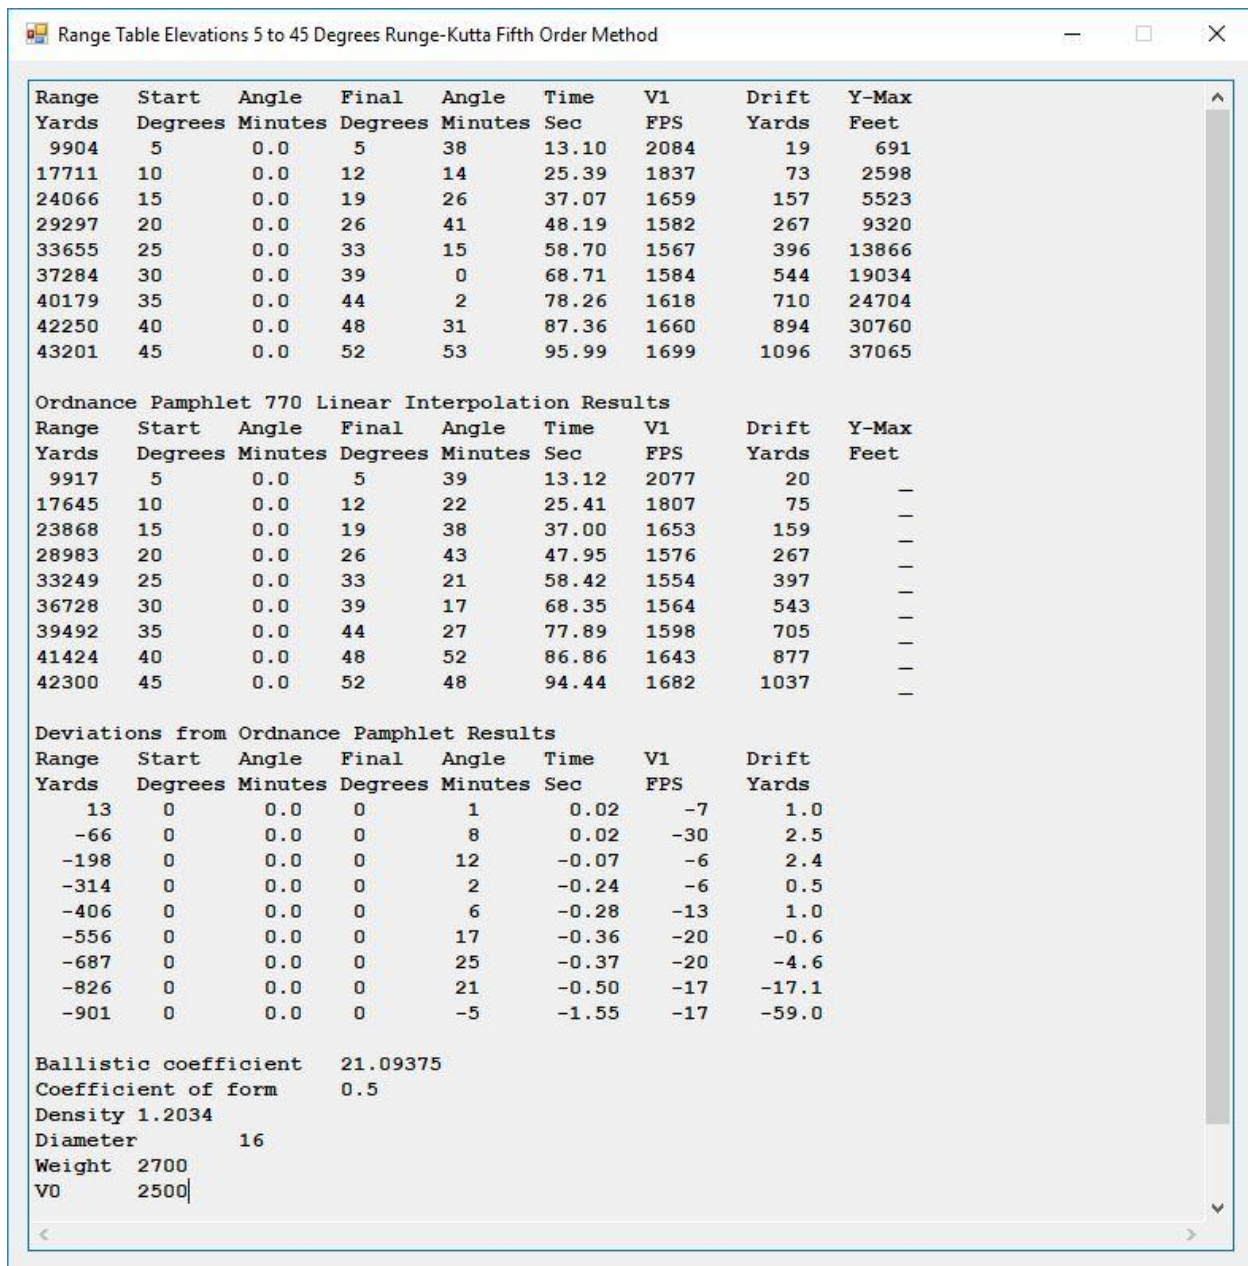 Range Table Elevations 5 to 45 Degrees Runge-Kutta Fifth Order Method
Range Start Angle Final Angle Time V1 Drift Y-Max
Yards Degrees Minutes Degrees Minutes Sec FPS Yards Feet
9904 5 0.0 5 38 13.10 2084 19 691
17711 10 0.0 12 14 25.39 1837 73 2598
24066 15 0.0 19 26 37.07 1659 157 5523
29297 20 0.0 26 41 48.19 1582 267 9320
33655 25 0.0 33 15 58.70 1567 396 13866
37284 30 0.0 39 0 68.71 1584 544 19034
40179 35 0.0 44 2 78.26 1618 710 24704
42250 40 0.0 48 31 87.36 1660 894 30760
43201 45 0.0 52 53 95.99 1699 1096 37065
Ordnance Pamphlet 770 Linear Interpolation Results
Range Start Angle Final Angle Time V1 Drift Y-Max
Yards Degrees Minutes Degrees Minutes Sec FPS Yards Feet
9917 5 0.0 5 39 13.12 2077 20 _
17645 10 0.0 12 22 25.41 1807 75 _
23868 15 0.0 19 38 37.00 1653 159 _
28983 20 0.0 26 43 47.95 1576 267 _
33249 25 0.0 33 21 58.42 1554 397 _
36728 30 0.0 39 17 68.35 1564 543 _
39492 35 0.0 44 27 77.89 1598 705 _
41424 40 0.0 48 52 86.86 1643 877 _
42300 45 0.0 52 48 94.44 1682 1037 _
Deviations from Ordnance Pamphlet Results
Range Start Angle Final Angle Time V1 Drift
Yards Degrees Minutes Degrees Minutes Sec FPS Yards
13 0 0.0 0 1 0.02 -7 1.0
-66 0 0.0 0 8 0.02 -30 2.5
-198 0 0.0 0 12 -0.07 -6 2.4
-314 0 0.0 0 2 -0.24 -6 0.5
-406 0 0.0 0 6 -0.28 -13 1.0
-556 0 0.0 0 17 -0.36 -20 -0.6
-687 0 0.0 0 25 -0.37 -20 -4.6
-826 0 0.0 0 21 -0.50 -17 -17.1
-901 0 0.0 0 -5 -1.55 -17 -59.0
Ballistic coefficient 21.09375
Coefficient of form 0.5
Density 1.2034
Diameter 16
Weight 2700
V0 2500